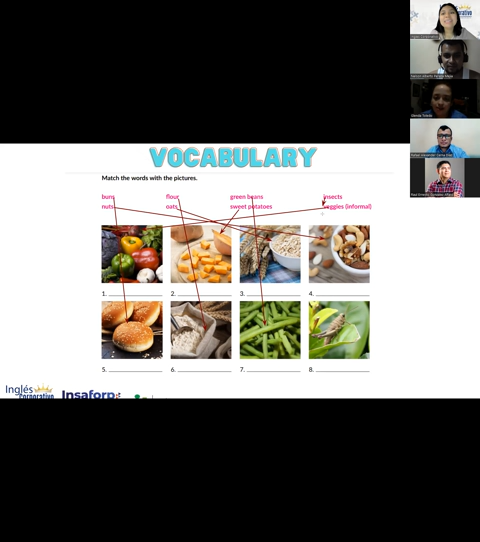 VOCABULARY
Match the words with the pictures.
buns flour green beans insects
nuts oats sweet potatoes veggies (informal)
1. 2. 3. 4.
5. 6. 7. 8.
Inglés
Corporativo
Insaforp